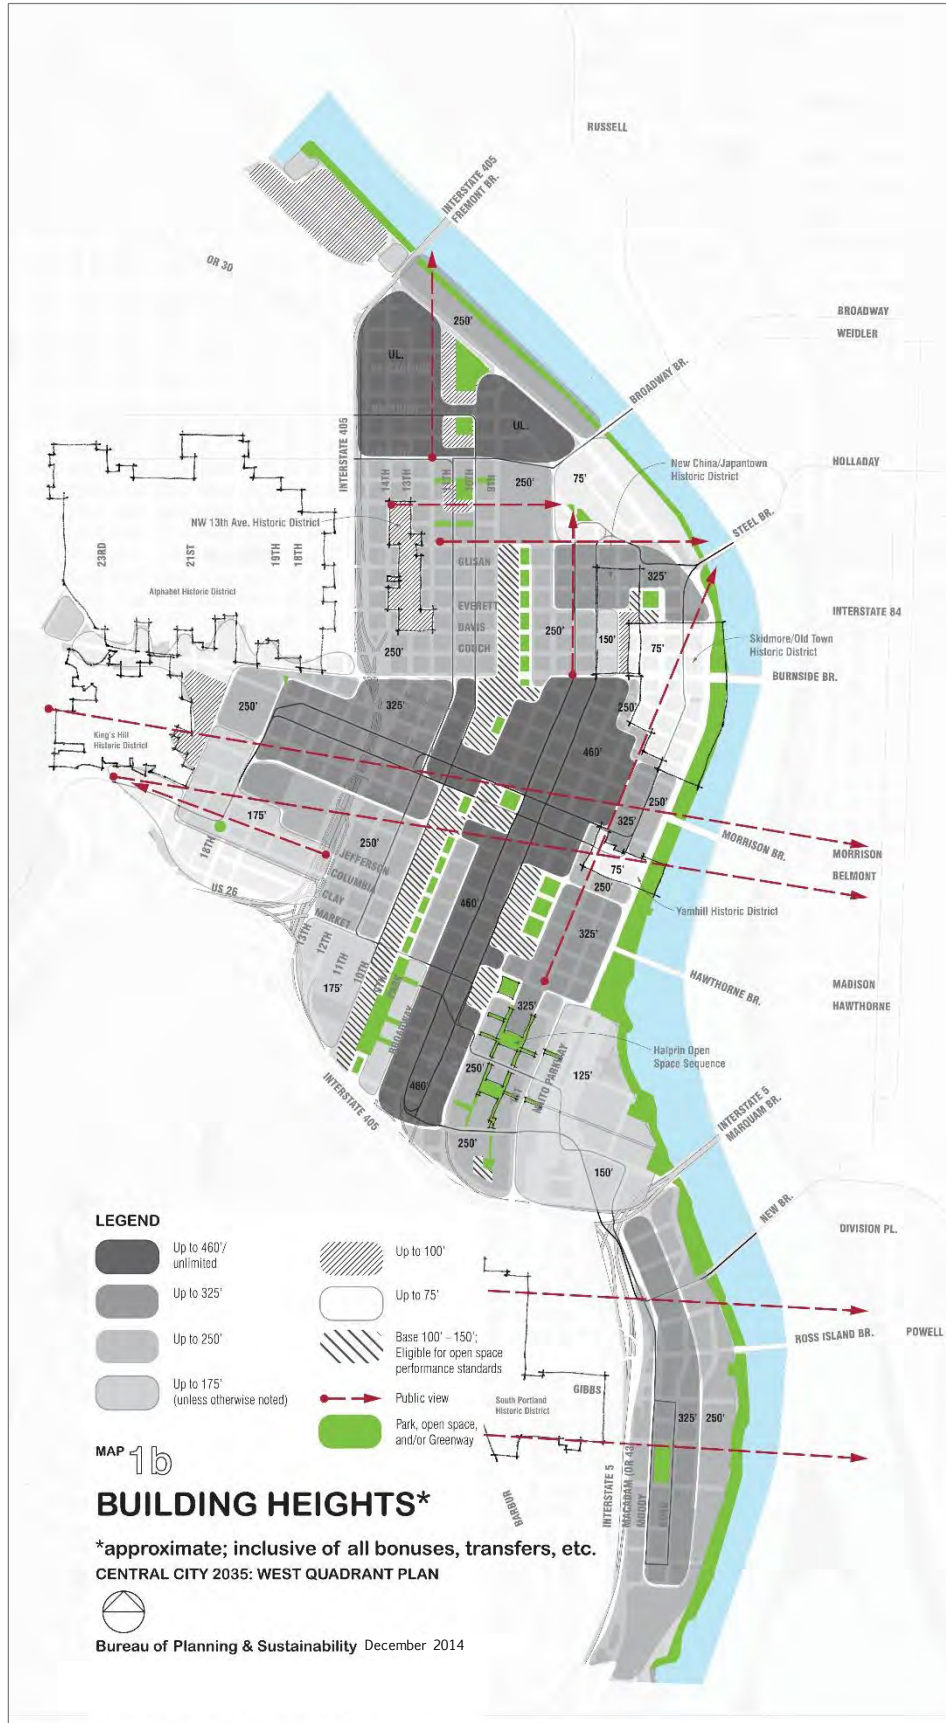 RUSSELL
INTERSTATE 405
FREMONT BR.
OR 30
250'
BROADWAY
WEIDLER
UL.
BROADWAY BR.
UL.
INTERSTATE 405
HOLLADAY
New China/Japantown
Historic District
75'
250'
14TH
13TH
11TH
10TH
9TH
NW 13th Ave. Historic District
STEEL BR.
23RD
21ST
19TH
18TH
GLISAN
325'
Alphabet Historic District
EVERETT
INTERSTATE 84
DAVIS
250'
150'
75'
Skidmore/Old Town
Historic District
COUCH
250'
BURNSIDE BR.
325'
250'
250'
King's Hill
Historic District
460'
250'
175'
325'
MORRISON BR.
MORRISON
18TH
250'
JEFFERSON
75'
BELMONT
COLUMBIA
US 26
CLAY
460'
250'
Yamhill Historic District
MARKET
13TH
12TH
11TH
10TH
9TH
PARK
325'
HAWTHORNE BR.
MADISON
175'
325'
HAWTHORNE
BROADWAY
Halprin Open
Space Sequence
250'
125'
NAITO PARKWAY
460'
INTERSTATE 405
INTERSTATE 5
MARQUAM BR.
250'
150'
NEW BR.
DIVISION PL.
LEGEND
Up to 460'/
unlimited
Up to 325'
Up to 250'
Up to 175'
(unless otherwise noted)
Up to 100'
Up to 75'
Base 100' – 150';
Eligible for open space
performance standards
Public view
Park, open space,
and/or Greenway
ROSS ISLAND BR.
POWELL
GIBBS
South Portland
Historic District
325'
250'
BARBUR
INTERSTATE 5
MACADAM (OR 43)
MOODY
BOND
MAP 1b
BUILDING HEIGHTS*
*approximate; inclusive of all bonuses, transfers, etc.
CENTRAL CITY 2035: WEST QUADRANT PLAN
Bureau of Planning & Sustainability December 2014